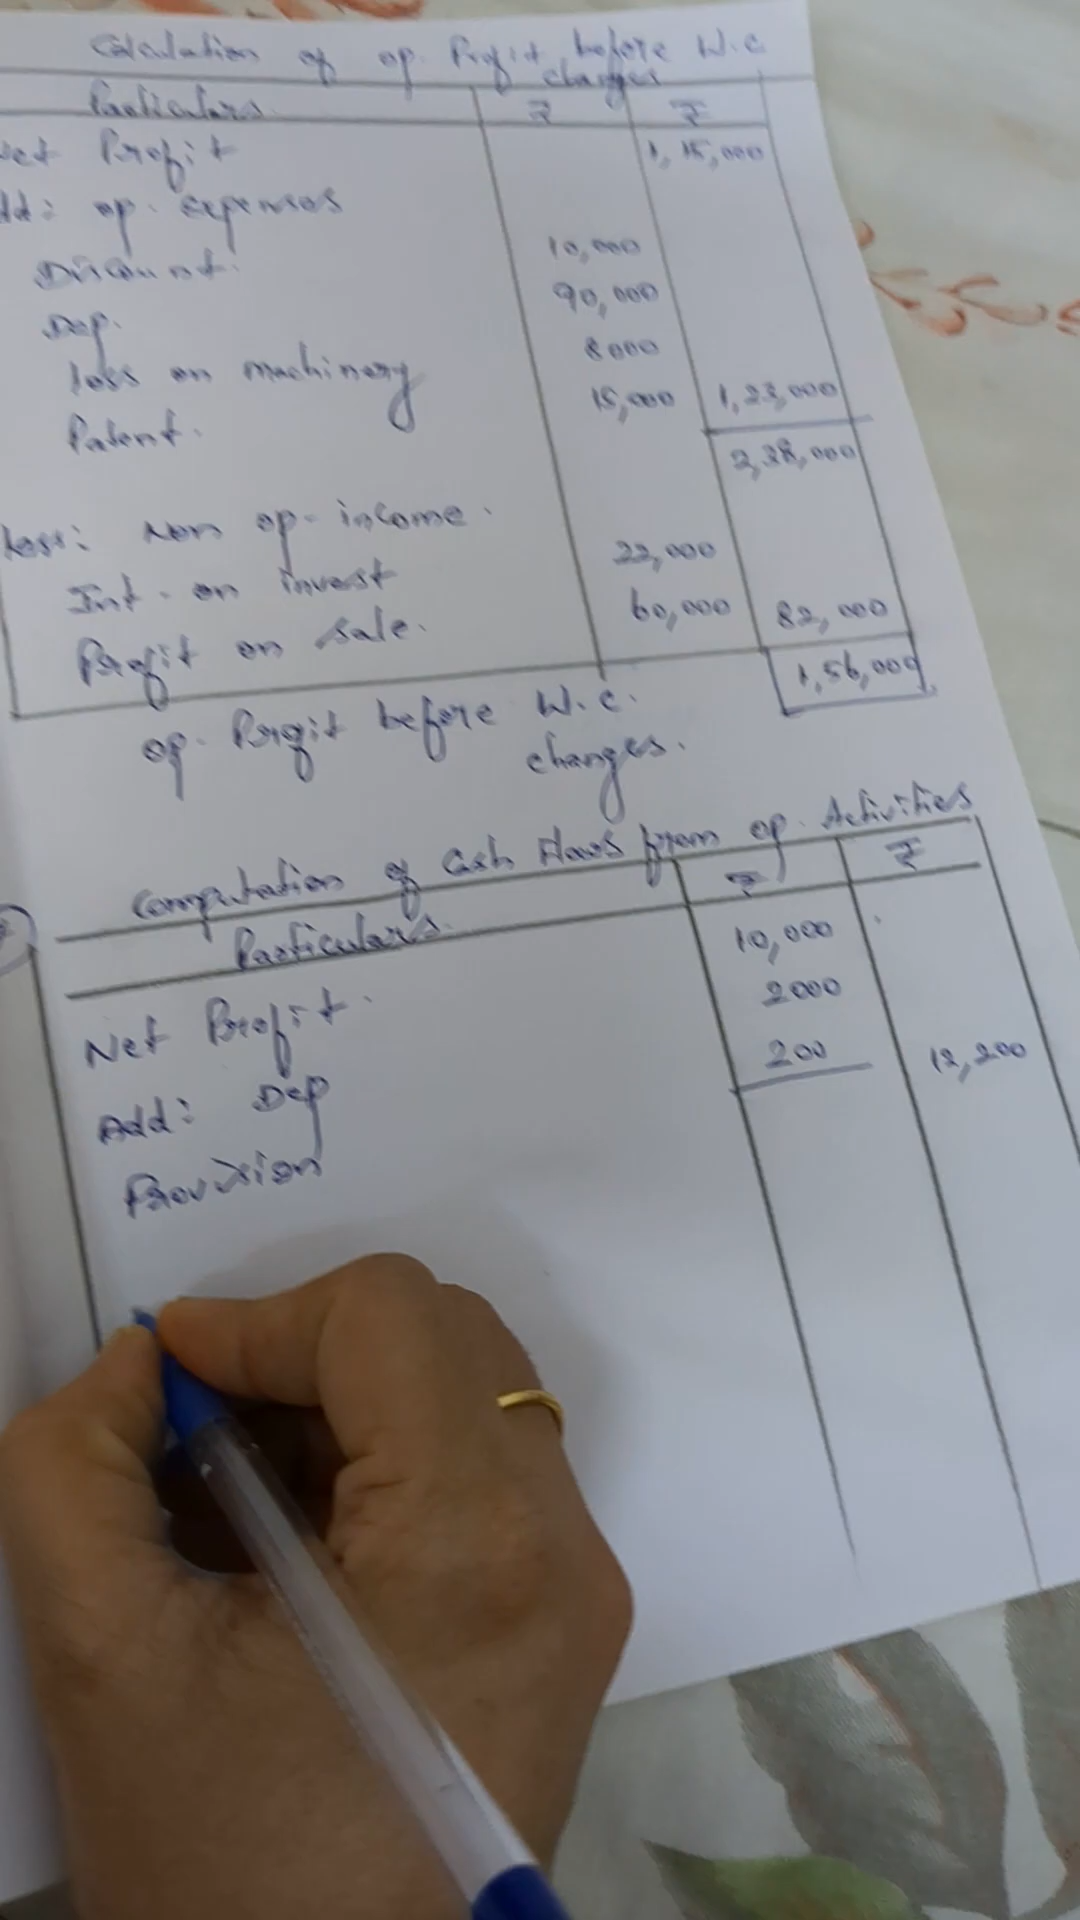 Calculation of op. Profit before W.C
changes
Particulars ₹ ₹
Net Profit 1,15,000
Add: op. expenses
Discount. 10,000
Dep. 90,000
loss on machinery 8000
Patent. 15,000 1,23,000
2,38,000
less: Non op. income.
Int. on invest 22,000
Profit on sale. 60,000 82,000
op. Profit before W.C. 1,56,000
changes.
Computation of Cash Flows from op. Activities
Particulars. ₹ ₹
Net Profit. 10,000
Add: Dep 2000
Provision 200 12,200